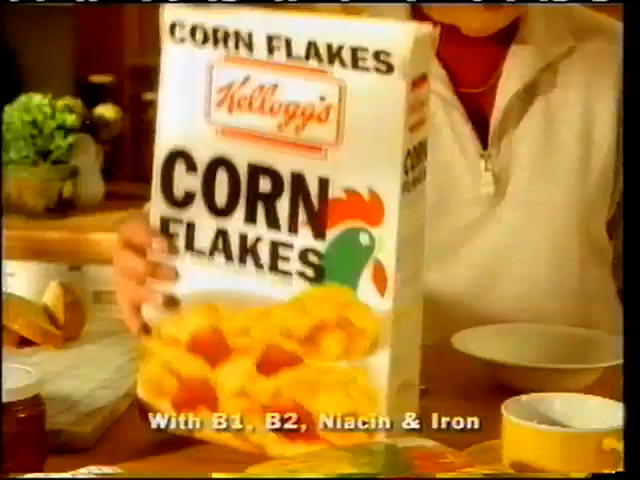 CORN FLAKES
Kellogg's
CORN
FLAKES
With B1, B2, Niacin & Iron